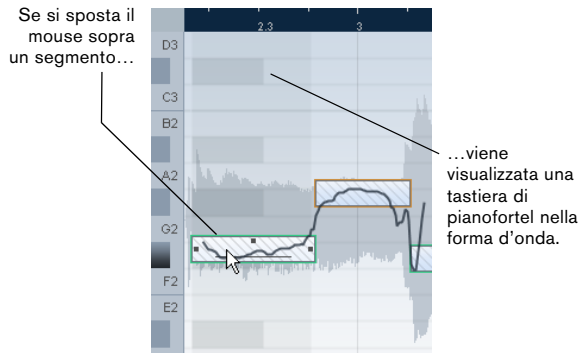 Se si sposta il
mouse sopra
un segmento…
2.3
3
D3
C3
B2
A2
G2
F2
E2
…viene
visualizzata una
tastiera di
pianofortel nella
forma d’onda.